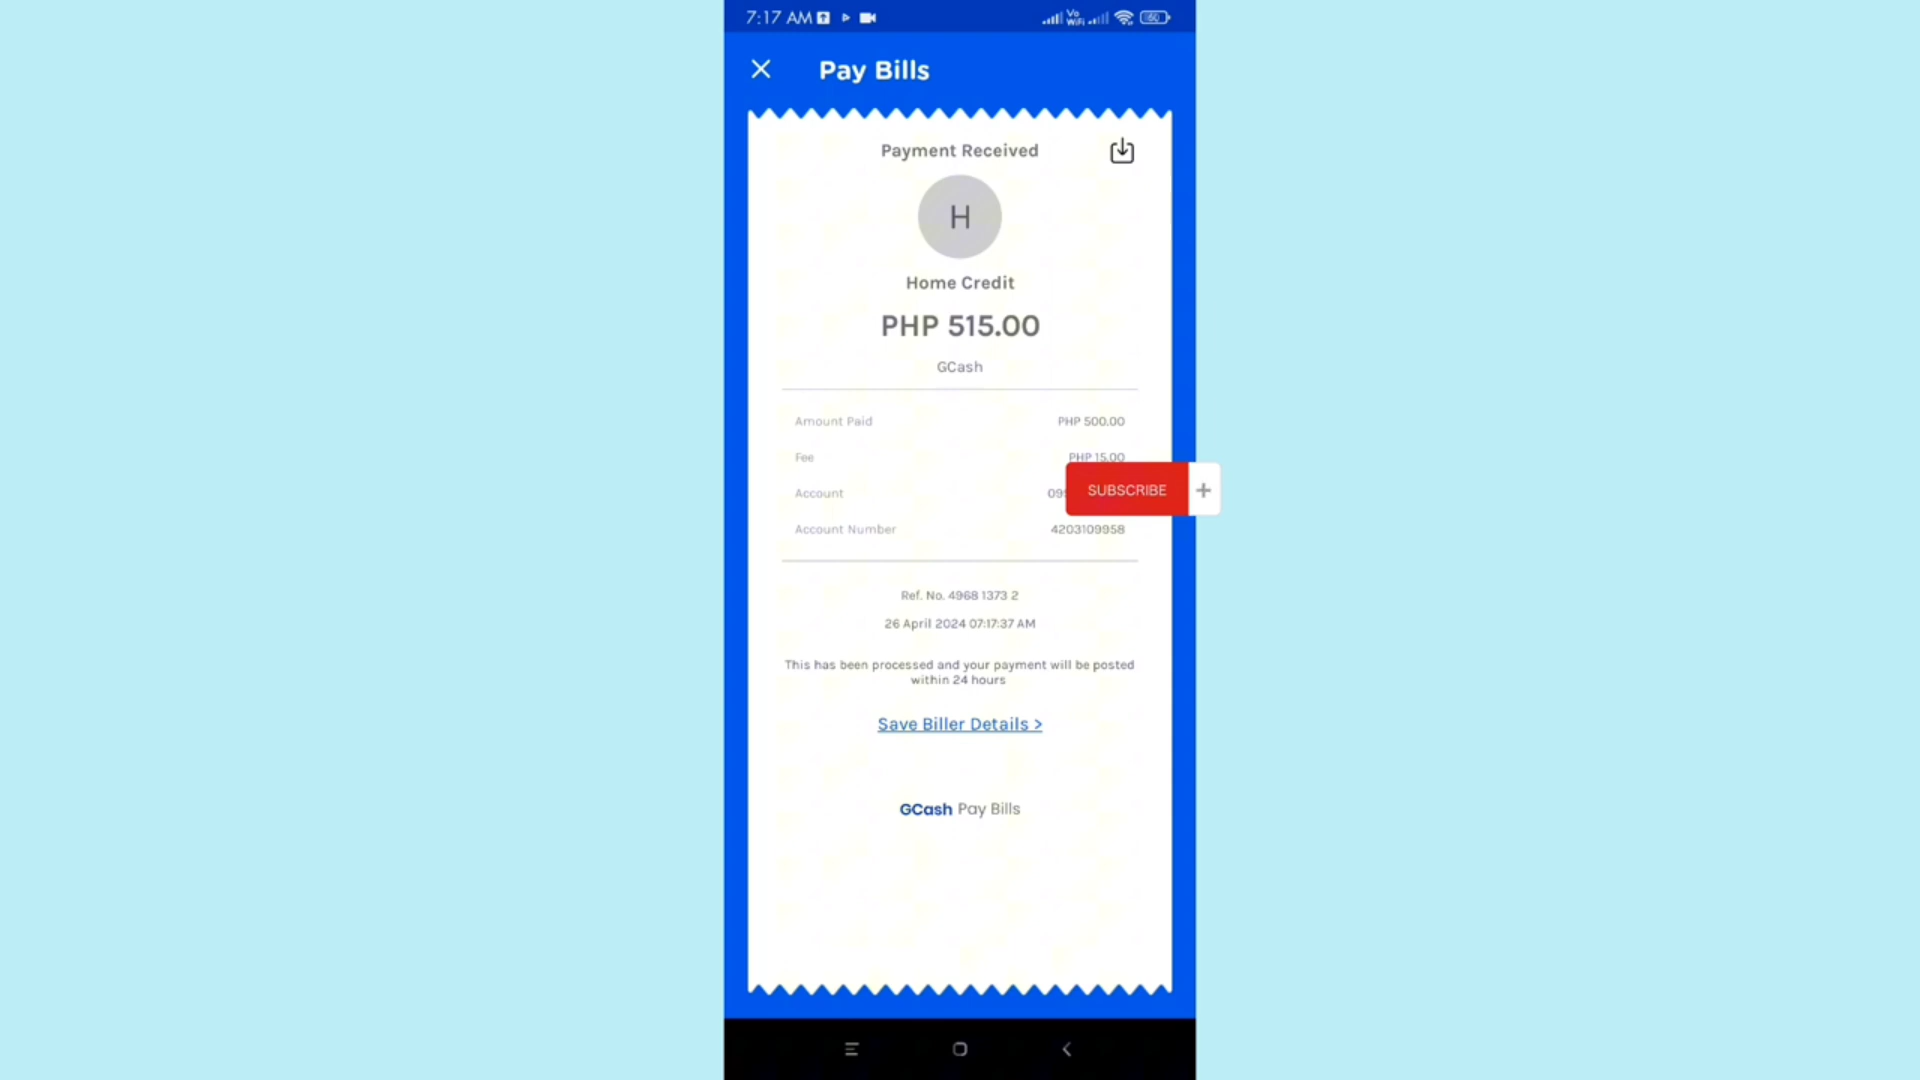 7:17 AM
Vo
WiFi
60
Pay Bills
Payment Received
H
Home Credit
PHP 515.00
GCash
Amount Paid PHP 500.00
Fee PHP 15.00
Account 09
SUBSCRIBE +
Account Number 4203109958
Ref. No. 4968 1373 2
26 April 2024 07:17:37 AM
This has been processed and your payment will be posted
within 24 hours
Save Biller Details >
GCash Pay Bills